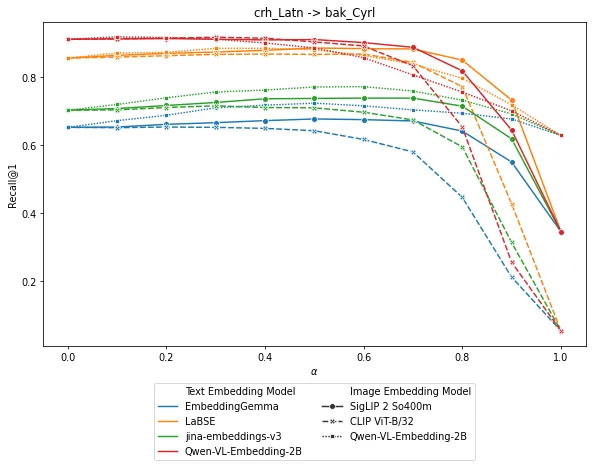 crh_Latn -> bak_Cyrl
Recall@1
0.8
0.6
0.4
0.2
0.0 0.2 0.4 0.6 0.8 1.0
α
Text Embedding Model
EmbeddingGemma
LaBSE
jina-embeddings-v3
Qwen-VL-Embedding-2B
Image Embedding Model
SigLIP 2 So400m
CLIP ViT-B/32
Qwen-VL-Embedding-2B